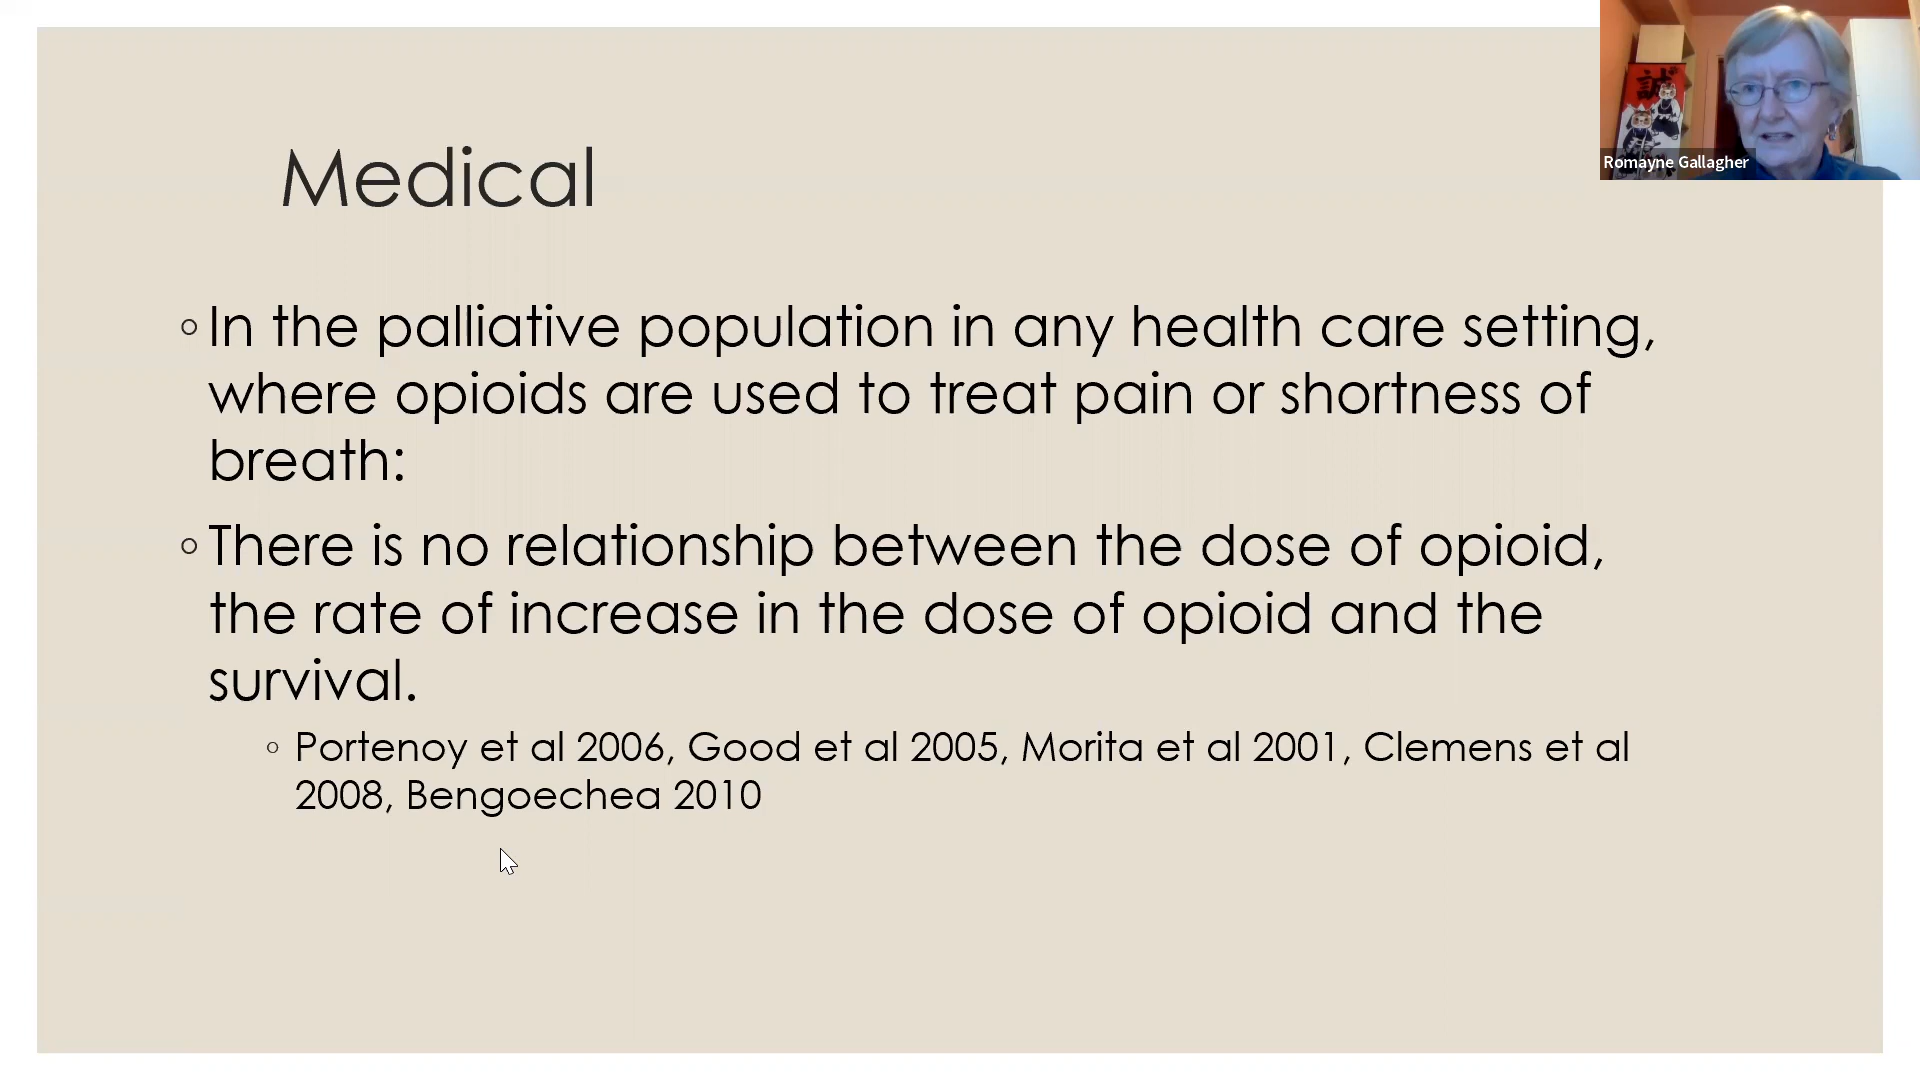 Medical
In the palliative population in any health care setting,
where opioids are used to treat pain or shortness of
breath:
There is no relationship between the dose of opioid,
the rate of increase in the dose of opioid and the
survival.
Portenoy et al 2006, Good et al 2005, Morita et al 2001, Clemens et al
2008, Bengoechea 2010
誠
Romayne Gallagher